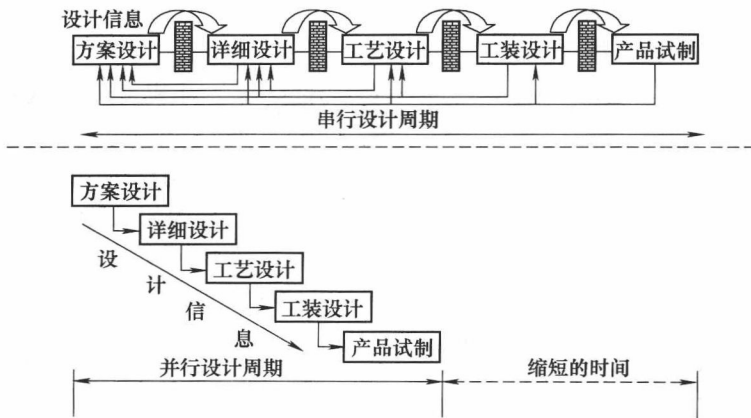 设计信息
方案设计 详细设计 工艺设计 工装设计 产品试制
串行设计周期
方案设计
详细设计
工艺设计
工装设计
产品试制
设计信息
并行设计周期 缩短的时间